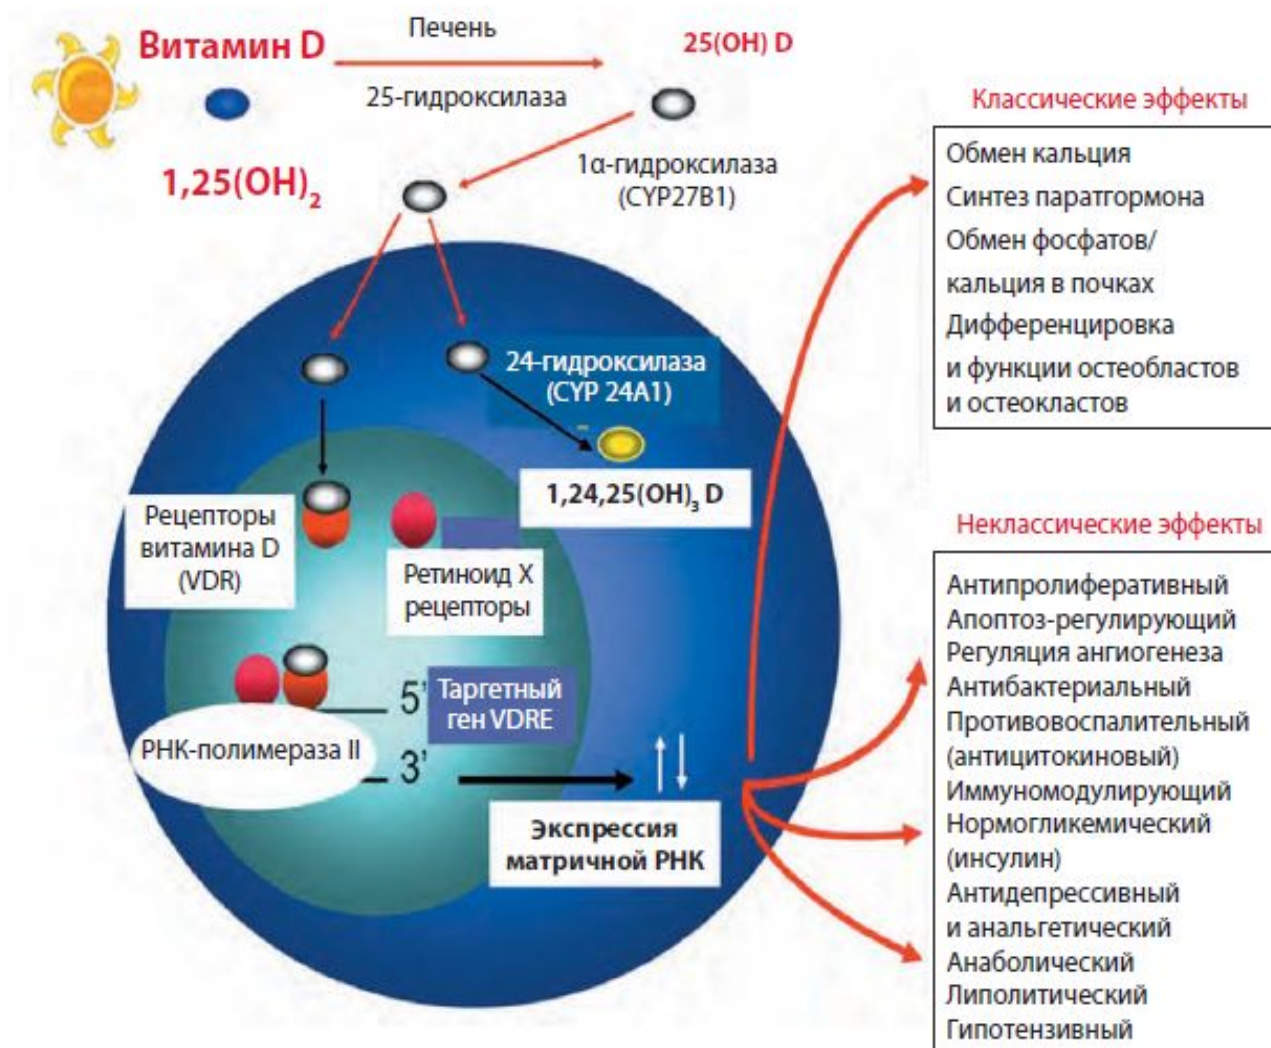 Витамин D
Печень
25(OH) D
25-гидроксилаза
1,25(OH)₂
1α-гидроксилаза
(CYP27B1)
24-гидроксилаза
(CYP 24A1)
1,24,25(OH)₃ D
Рецепторы
витамина D
(VDR)
Ретиноид X
рецепторы
5'
Таргетный
ген VDRE
РНК-полимераза II
3'
Экспрессия
матричной РНК
Классические эффекты
Обмен кальция
Синтез паратгормона
Обмен фосфатов/
кальция в почках
Дифференцировка
и функции остеобластов
и остеокластов
Неклассические эффекты
Антипролиферативный
Апоптоз-регулирующий
Регуляция ангиогенеза
Антибактериальный
Противовоспалительный
(антицитокиновый)
Иммуномодулирующий
Нормогликемический
(инсулин)
Антидепрессивный
и анальгетический
Анаболический
Липолитический
Гипотензивный